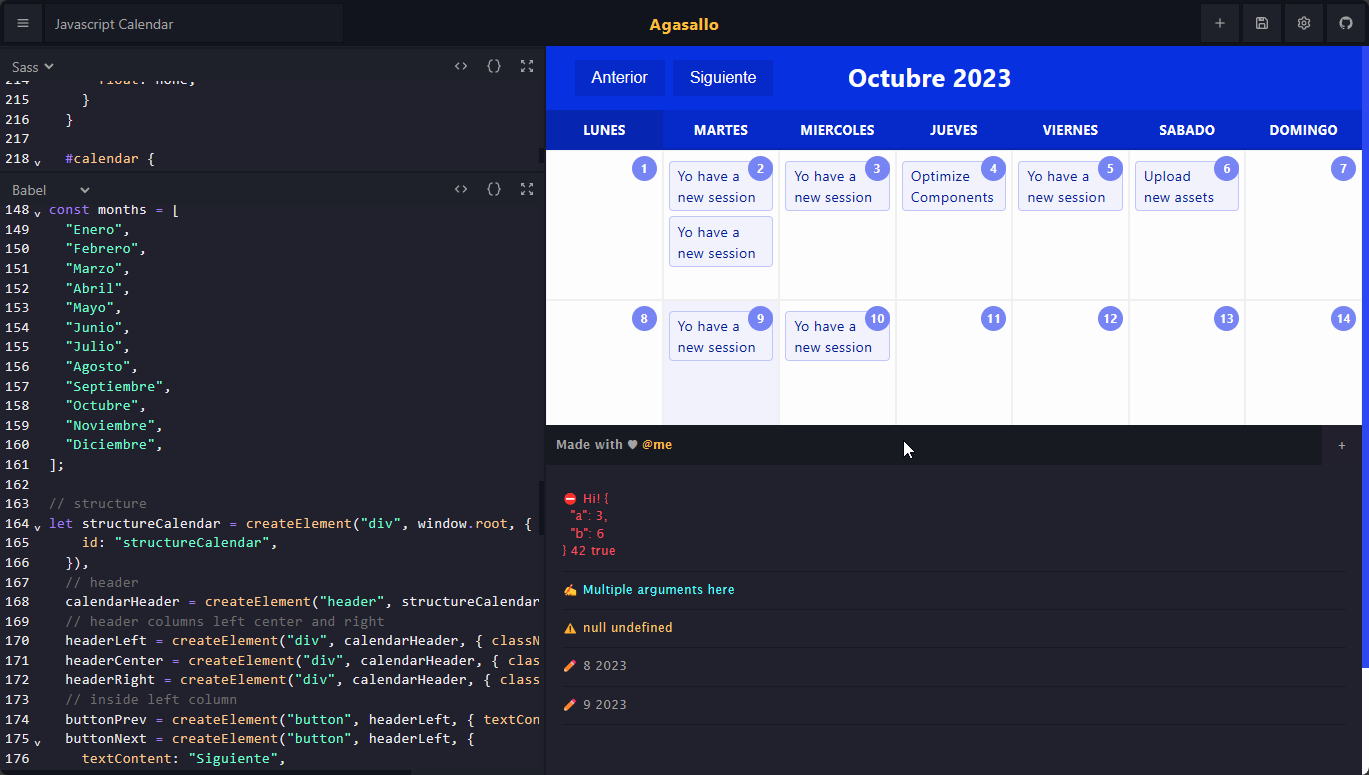 Javascript Calendar
Agasallo
Sass
215 }
216 }
217
218 #calendar {
Babel
148 const months = [
149 "Enero",
150 "Febrero",
151 "Marzo",
152 "Abril",
153 "Mayo",
154 "Junio",
155 "Julio",
156 "Agosto",
157 "Septiembre",
158 "Octubre",
159 "Noviembre",
160 "Diciembre",
161 ];
162
163 // structure
164 let structureCalendar = createElement("div", window.root, {
165 id: "structureCalendar",
166 }),
167 // header
168 calendarHeader = createElement("header", structureCalendar
169 // header columns left center and right
170 headerLeft = createElement("div", calendarHeader, { classN
171 headerCenter = createElement("div", calendarHeader, { clas
172 headerRight = createElement("div", calendarHeader, { class
173 // inside left column
174 buttonPrev = createElement("button", headerLeft, { textCon
175 buttonNext = createElement("button", headerLeft, {
176 textContent: "Siguiente",
Anterior Siguiente Octubre 2023
LUNES MARTES MIERCOLES JUEVES VIERNES SABADO DOMINGO
1 2 3 4 5 6 7
Yo have a
new session
Yo have a
new session
Yo have a
new session
Optimize
Components
Yo have a
new session
Upload
new assets
8 9 10 11 12 13 14
Yo have a
new session
Yo have a
new session
Made with ♥ @me +
⛔ Hi! {
"a": 3,
"b": 6
} 42 true
✍ Multiple arguments here
⚠ null undefined
8 2023
9 2023